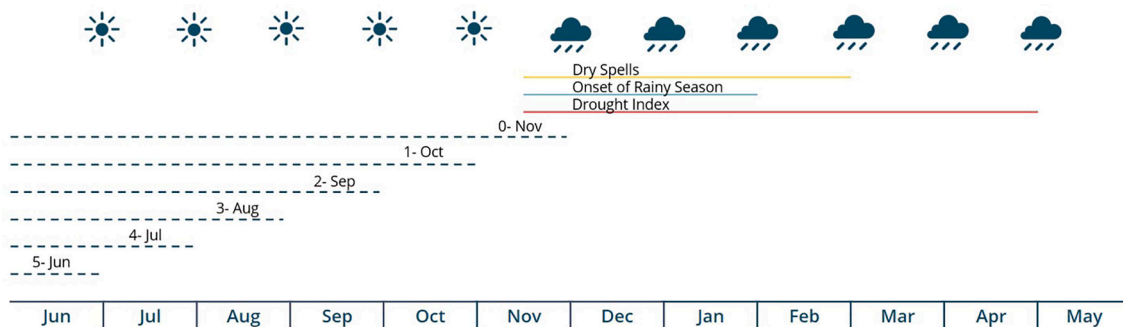 Dry Spells
Onset of Rainy Season
Drought Index
0- Nov
1- Oct
2- Sep
3- Aug
4- Jul
5- Jun
Jun Jul Aug Sep Oct Nov Dec Jan Feb Mar Apr May